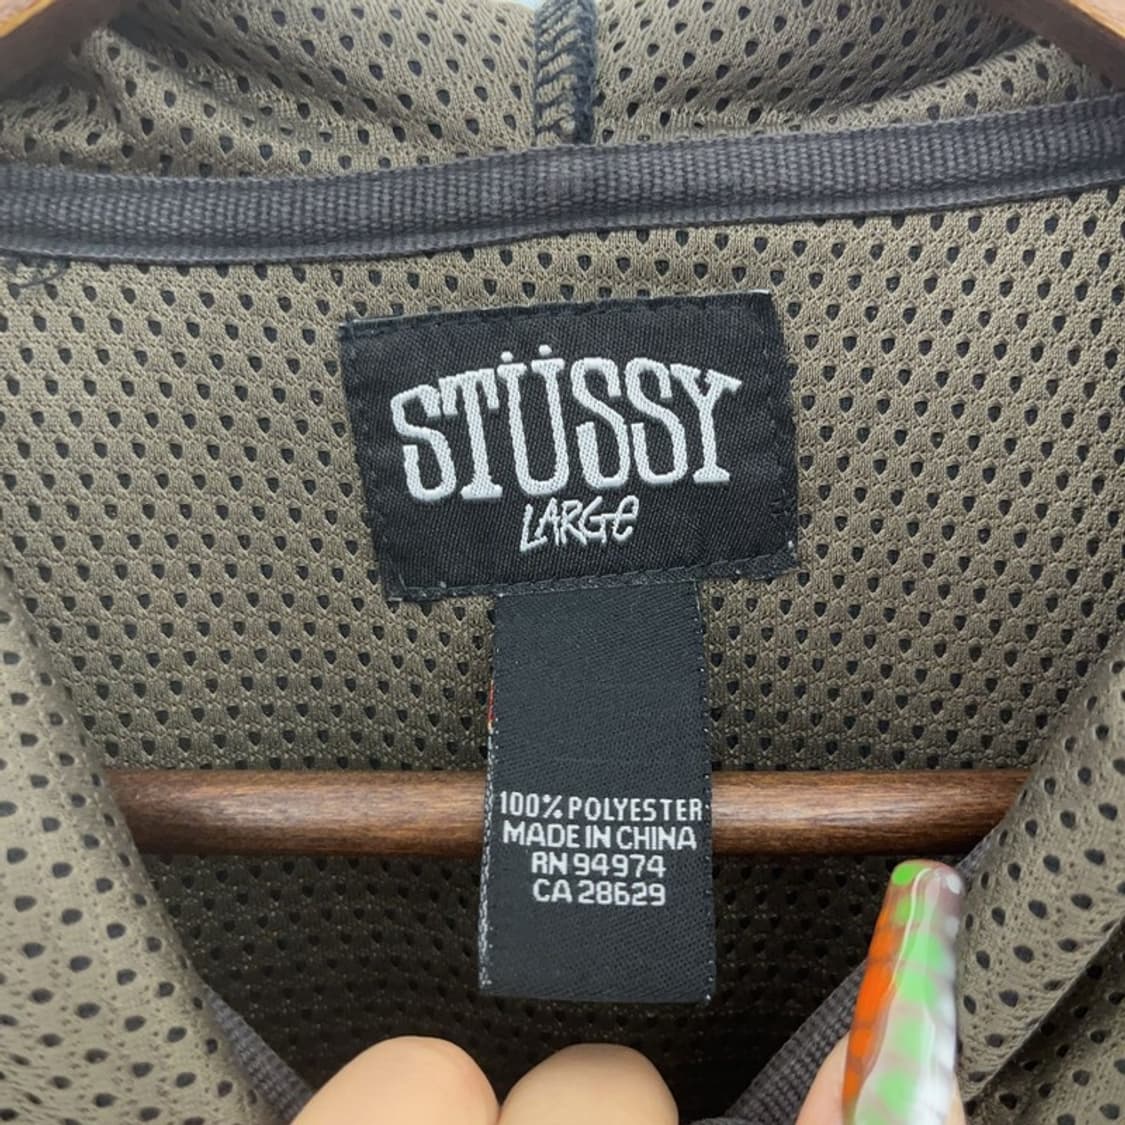 STÜSSY
LARGe
100% POLYESTER
MADE IN CHINA
RN 94974
CA 28629